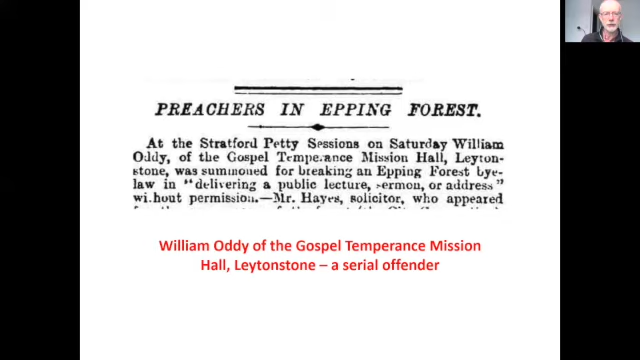 PREACHERS IN EPPING FOREST.
At the Stratford Petty Sessions on Saturday William
Oddy, of the Gospel Temperance Mission Hall, Leyton-
stone, was summoned for breaking an Epping Forest bye-
law in "delivering a public lecture, sermon, or address"
without permission.—Mr. Hayes, solicitor, who appeared
William Oddy of the Gospel Temperance Mission
Hall, Leytonstone – a serial offender